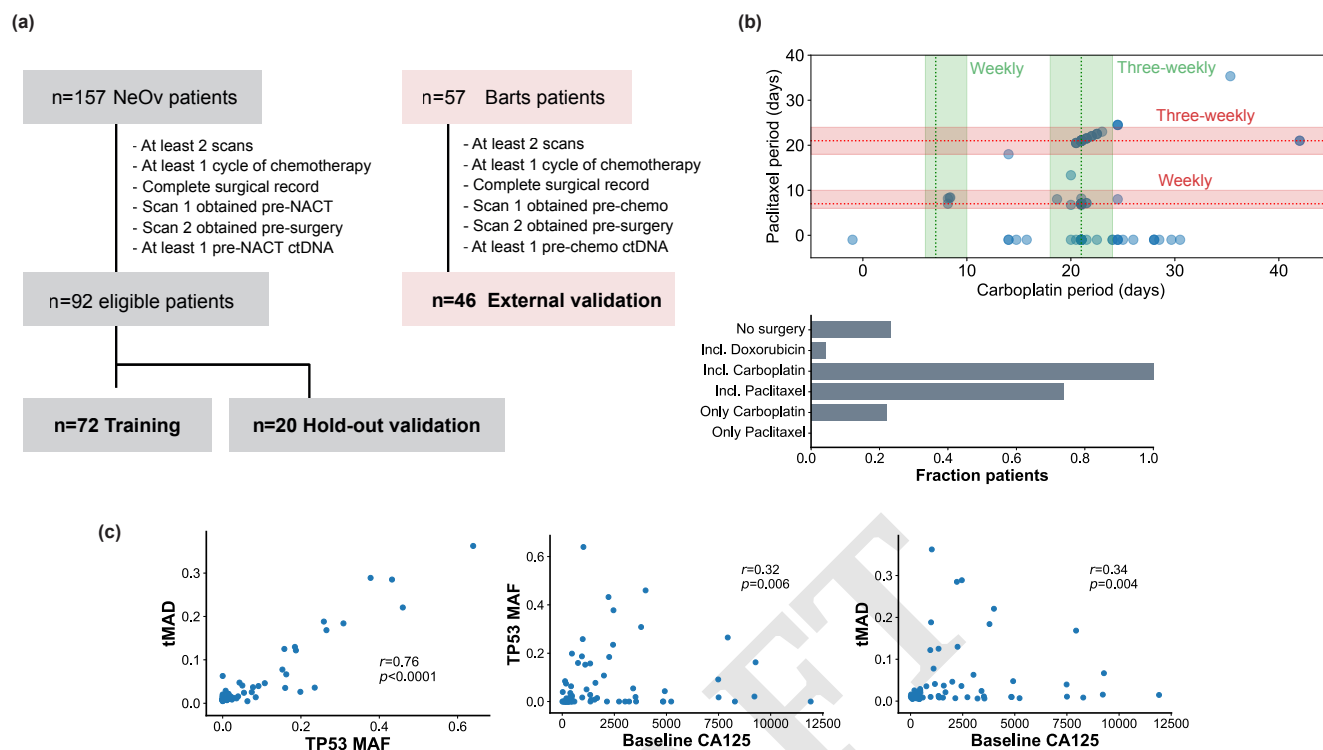 (a)
n=157 NeOv patients
- At least 2 scans
- At least 1 cycle of chemotherapy
- Complete surgical record
- Scan 1 obtained pre-NACT
- Scan 2 obtained pre-surgery
- At least 1 pre-NACT ctDNA
n=92 eligible patients
n=72 Training
n=20 Hold-out validation
n=57 Barts patients
- At least 2 scans
- At least 1 cycle of chemotherapy
- Complete surgical record
- Scan 1 obtained pre-chemo
- Scan 2 obtained pre-surgery
- At least 1 pre-chemo ctDNA
n=46 External validation
(b)
Paclitaxel period (days)
40
30
20
10
0
Weekly
Three-weekly
Three-weekly
Weekly
0 10 20 30 40
Carboplatin period (days)
No surgery
Incl. Doxorubicin
Incl. Carboplatin
Incl. Paclitaxel
Only Carboplatin
Only Paclitaxel
0.0 0.2 0.4 0.6 0.8 1.0
Fraction patients
(c)
tMAD
0.3
0.2
0.1
0.0
r=0.76
p<0.0001
0.0 0.2 0.4 0.6
TP53 MAF
TP53 MAF
0.6
0.4
0.2
0.0
r=0.32
p=0.006
0 2500 5000 7500 10000 12500
Baseline CA125
tMAD
0.3
0.2
0.1
0.0
r=0.34
p=0.004
0 2500 5000 7500 10000 12500
Baseline CA125